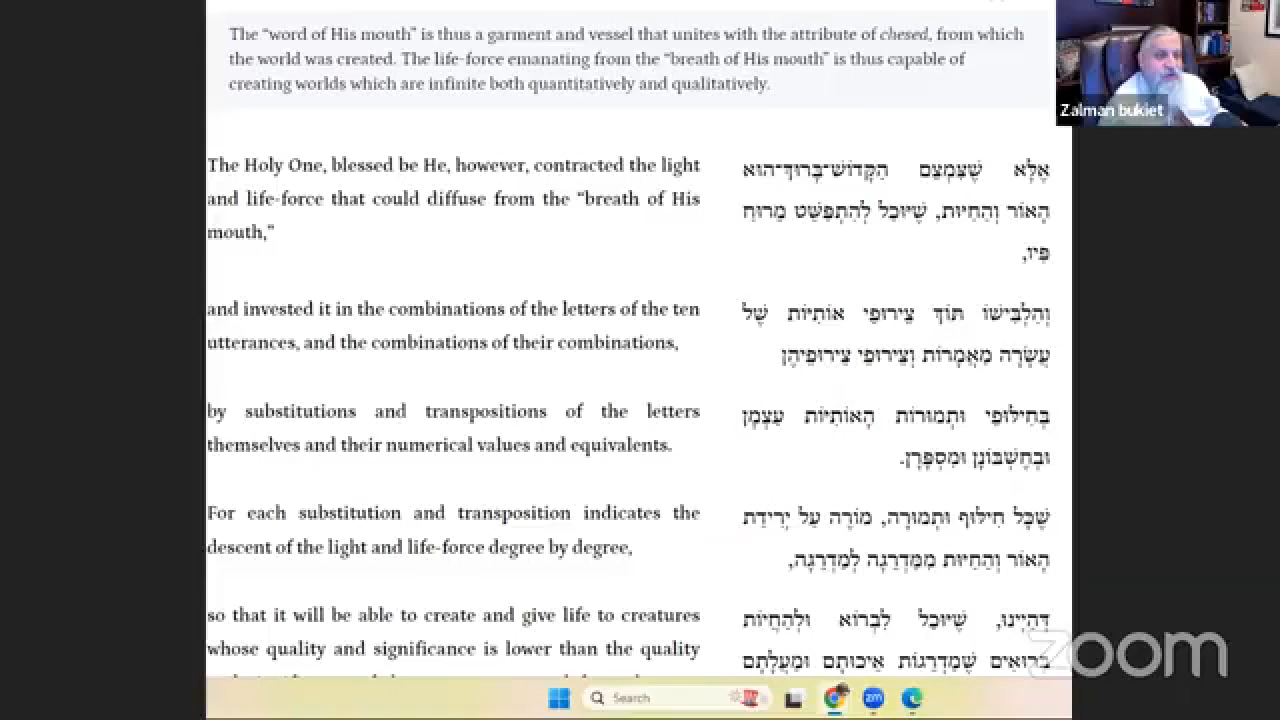 The “word of His mouth” is thus a garment and vessel that unites with the attribute of chesed, from which
the world was created. The life-force emanating from the “breath of His mouth” is thus capable of
creating worlds which are infinite both quantitatively and qualitatively.
Zalman bukiet
The Holy One, blessed be He, however, contracted the light
and life-force that could diffuse from the “breath of His
mouth,”
אֶלָּא שֶׁצִּמְצֵם הַקָּדוֹשׁ־בָּרוּךְ־הוּא
הָאוֹר וְהַחַיּוּת, שֶׁיּוּכַל לְהִתְפַּשֵּׁט מֵרוּחַ
פִּיו,
and invested it in the combinations of the letters of the ten
utterances, and the combinations of their combinations,
וְהִלְבִּישׁוֹ תּוֹךְ צֵירוּפֵי אוֹתִיּוֹת שֶׁל
עֲשָׂרָה מַאֲמָרוֹת וְצֵירוּפֵי צֵירוּפֵיהֶן
by substitutions and transpositions of the letters
themselves and their numerical values and equivalents.
בְּחִילּוּפֵי וּתְמוּרוֹת הָאוֹתִיּוֹת עַצְמָן
וּבְחֶשְׁבּוֹנָן וּמִסְפָּרָן.
For each substitution and transposition indicates the
descent of the light and life-force degree by degree,
שֶׁכָּל חִילּוּף וּתְמוּרָה, מוֹרֶה עַל יְרִידַת
הָאוֹר וְהַחַיּוּת מִמַּדְרֵגָה לְמַדְרֵגָה,
so that it will be able to create and give life to creatures
whose quality and significance is lower than the quality
דְּהַיְינוּ, שֶׁיּוּכַל לִבְרוֹא וּלְהַחֲיוֹת
בְּרוּאִים שֶׁמַּדְרֵגוֹת אֵיכוּתָם וּמַעֲלָתָם
zoom
Search
zm